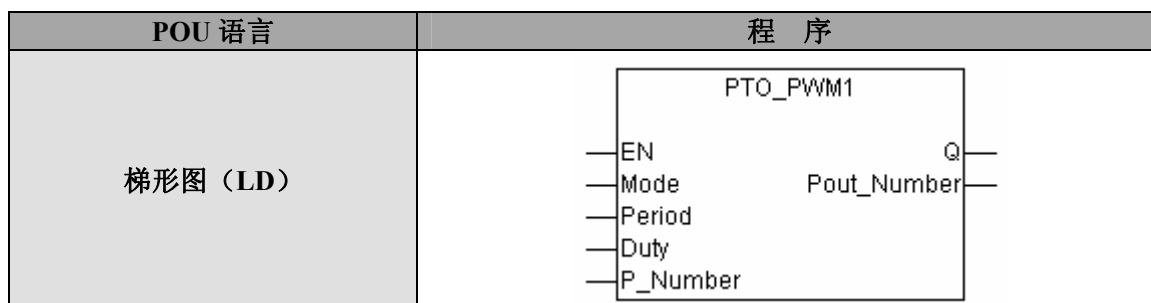 POU 语言
程 序
梯形图（LD）
PTO_PWM1
EN Q
Mode Pout_Number
Period
Duty
P_Number